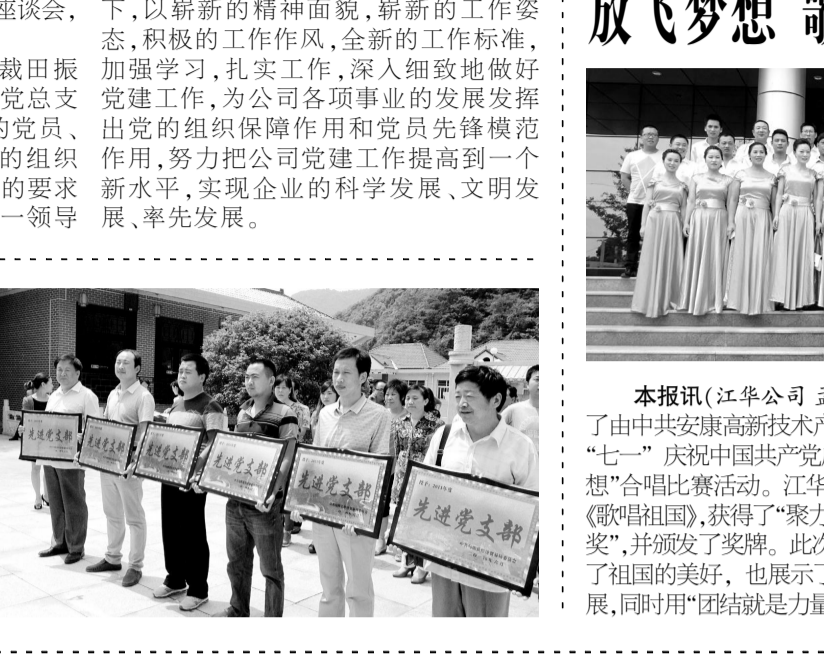 座谈会,
裁田振
党总支
的党员、
的组织
的要求
一领导
下,以崭新的精神面貌,崭新的工作姿
态,积极的工作作风,全新的工作标准,
加强学习,扎实工作,深入细致地做好
党建工作,为公司各项事业的发展发挥
出党的组织保障作用和党员先锋模范
作用,努力把公司党建工作提高到一个
新水平,实现企业的科学发展、文明发
展、率先发展。
先进党支部
先进党支部
先进党支部
先进党支部
先进党支部
先进党支部
放飞梦想 歌
本报讯(江华公司 孟
了由中共安康高新技术产
“七一” 庆祝中国共产党
想”合唱比赛活动。江华
《歌唱祖国》,获得了“聚力
奖”,并颁发了奖牌。此次
了祖国的美好, 也展示了
展,同时用“团结就是力量